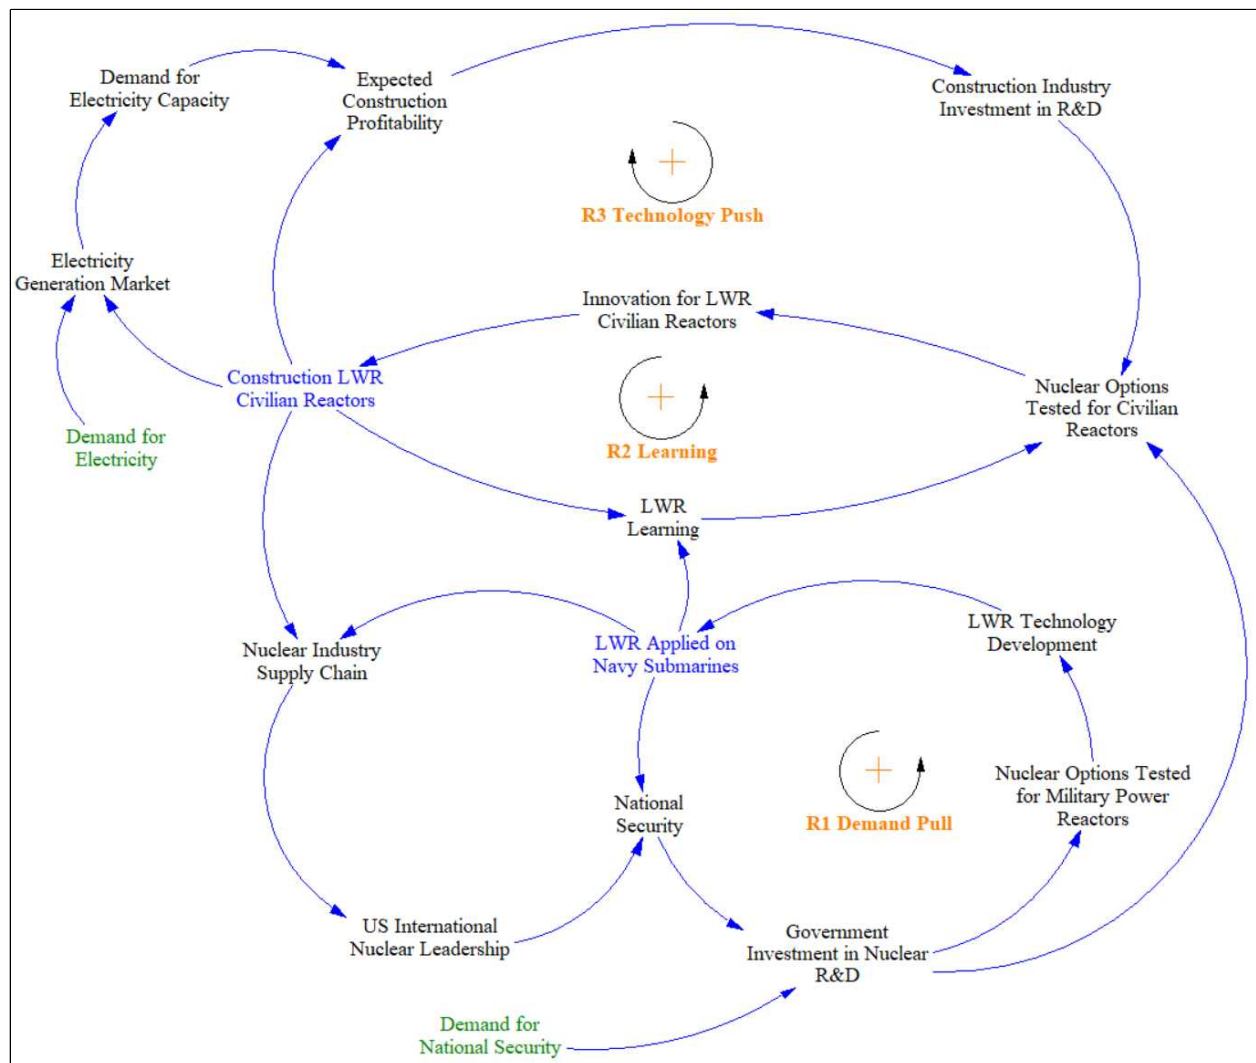 Demand for
Electricity Capacity
Expected
Construction
Profitability
Construction Industry
Investment in R&D
R3 Technology Push
Electricity
Generation Market
Innovation for LWR
Civilian Reactors
Construction LWR
Civilian Reactors
Nuclear Options
Tested for Civilian
Reactors
Demand for
Electricity
R2 Learning
LWR
Learning
Nuclear Industry
Supply Chain
LWR Applied on
Navy Submarines
LWR Technology
Development
National
Security
R1 Demand Pull
Nuclear Options Tested
for Military Power
Reactors
US International
Nuclear Leadership
Government
Investment in Nuclear
R&D
Demand for
National Security